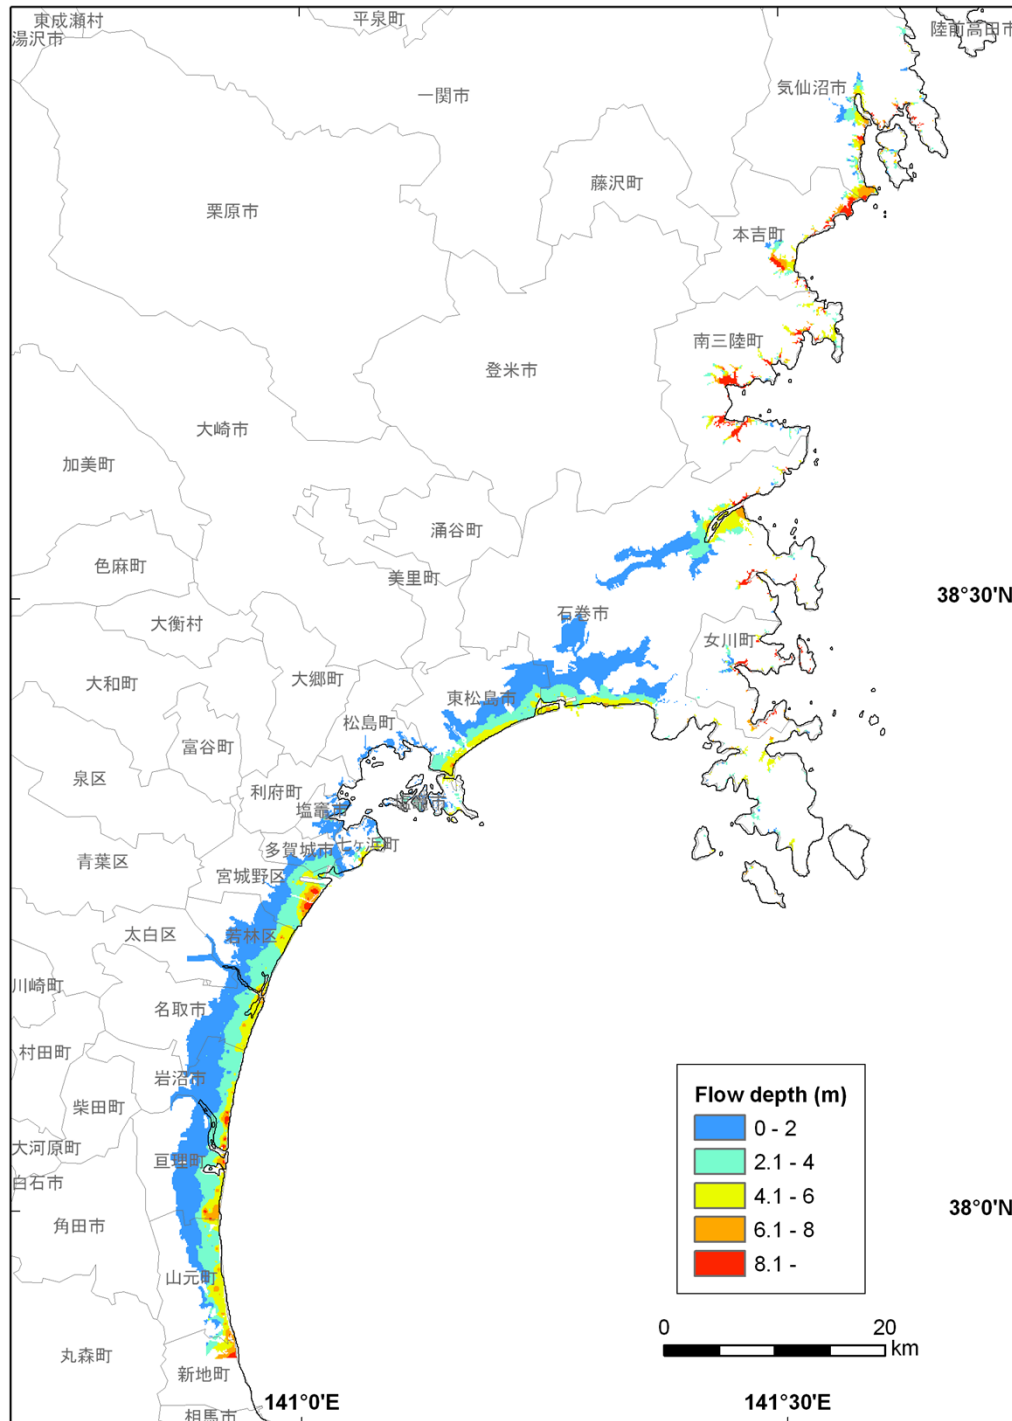 東成瀬村
平泉町
陸前高田市
湯沢市
一関市
気仙沼市
藤沢町
栗原市
本吉町
南三陸町
登米市
大崎市
加美町
涌谷町
色麻町
美里町
38°30'N
大衡村
石巻市
女川町
大和町
大郷町
東松島市
松島町
富谷町
泉区
利府町
塩竈市
多賀城市
七ヶ浜町
青葉区
宮城野区
太白区
若林区
川崎町
名取市
村田町
岩沼市
柴田町
大河原町
亘理町
白石市
角田市
38°0'N
山元町
丸森町
新地町
相馬市
Flow depth (m)
0 - 2
2.1 - 4
4.1 - 6
6.1 - 8
8.1 -
0
20
km
141°0'E
141°30'E